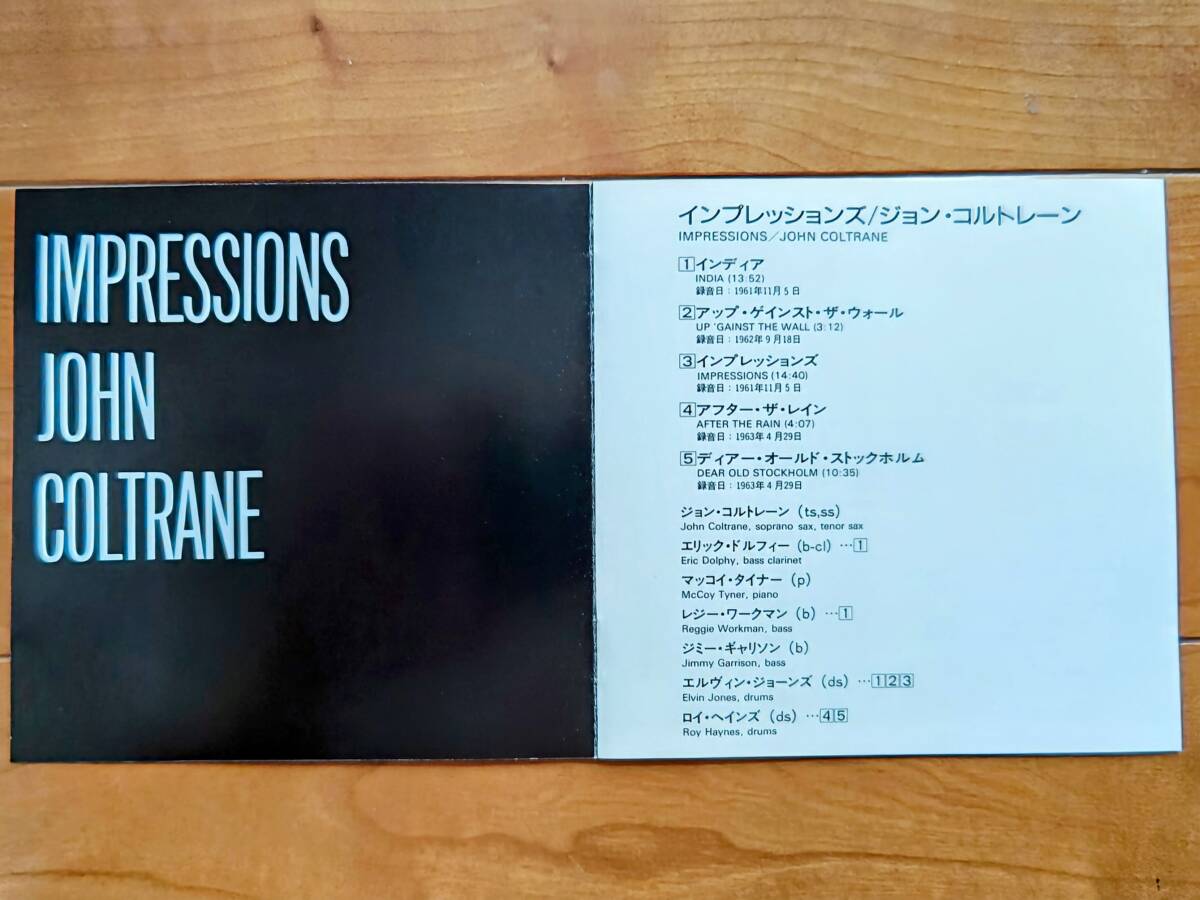 IMPRESSIONS
JOHN
COLTRANE
インプレッションズ/ジョン・コルトレーン
IMPRESSIONS/JOHN COLTRANE
1 インディア
INDIA (13:52)
録音日:1961年11月5日
2 アップ・ゲインスト・ザ・ウォール
UP 'GAINST THE WALL (3:12)
録音日:1962年9月18日
3 インプレッションズ
IMPRESSIONS (14:40)
録音日:1961年11月5日
4 アフター・ザ・レイン
AFTER THE RAIN (4:07)
録音日:1963年4月29日
5 ディアー・オールド・ストックホルム
DEAR OLD STOCKHOLM (10:35)
録音日:1963年4月29日
ジョン・コルトレーン (ts,ss)
John Coltrane, soprano sax, tenor sax
エリック・ドルフィー (b-cl) …1
Eric Dolphy, bass clarinet
マッコイ・タイナー (p)
McCoy Tyner, piano
レジー・ワークマン (b) …1
Reggie Workman, bass
ジミー・ギャリソン (b)
Jimmy Garrison, bass
エルヴィン・ジョーンズ (ds) …123
Elvin Jones, drums
ロイ・ヘインズ (ds) …45
Roy Haynes, drums